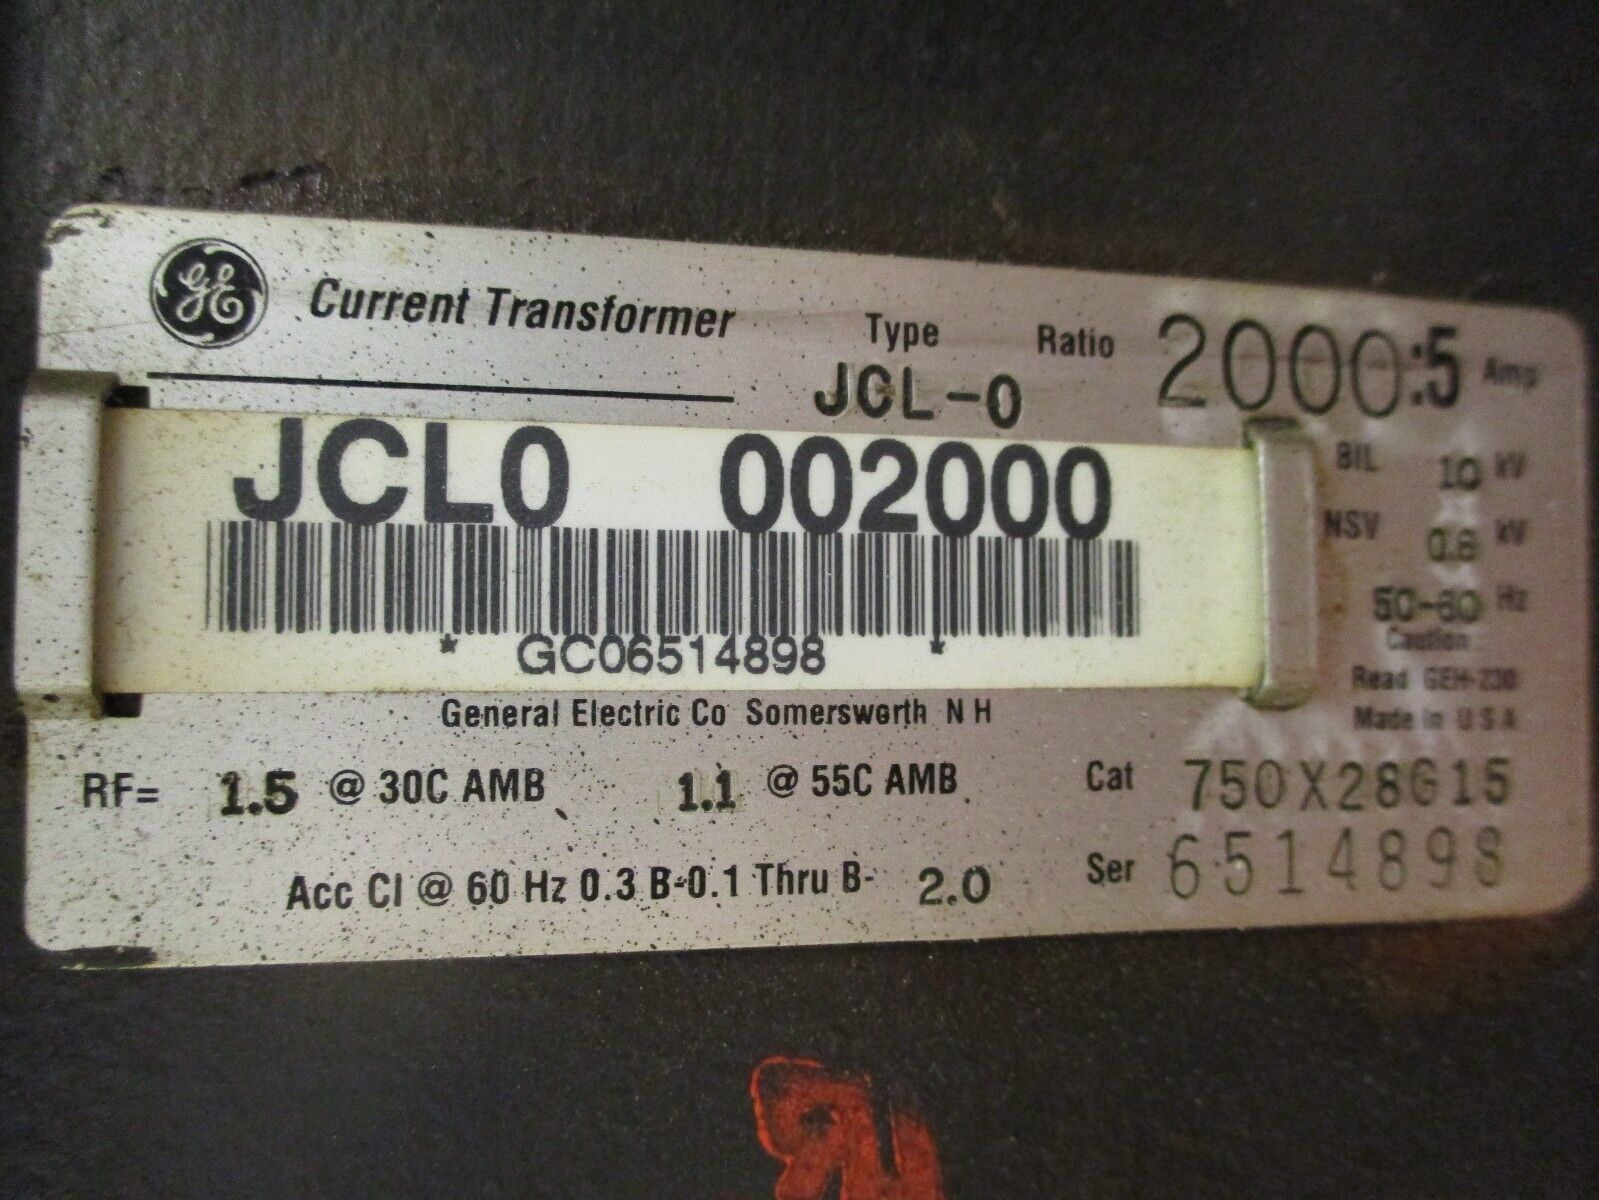 GE Current Transformer Type Ratio 2000:5 Amp
JCL-0
JCL0 002000
BIL 10 kV
NSV 0.6 kV
50-60 Hz
* GC06514898 *
Caution
Read GEH-230
Made in U S A
General Electric Co Somersworth N H
RF= 1.5 @ 30C AMB 1.1 @ 55C AMB Cat 750X28G15
Acc Cl @ 60 Hz 0.3 B-0.1 Thru B- 2.0 Ser 6514898